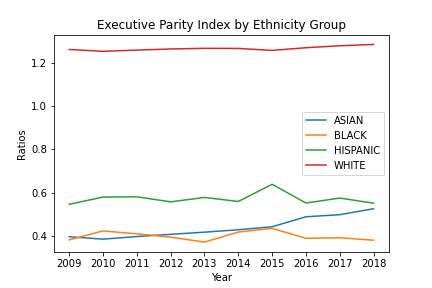 Executive Parity Index by Ethnicity Group
Ratios
1.2
1.0
0.8
0.6
0.4
ASIAN
BLACK
HISPANIC
WHITE
2009 2010 2011 2012 2013 2014 2015 2016 2017 2018
Year